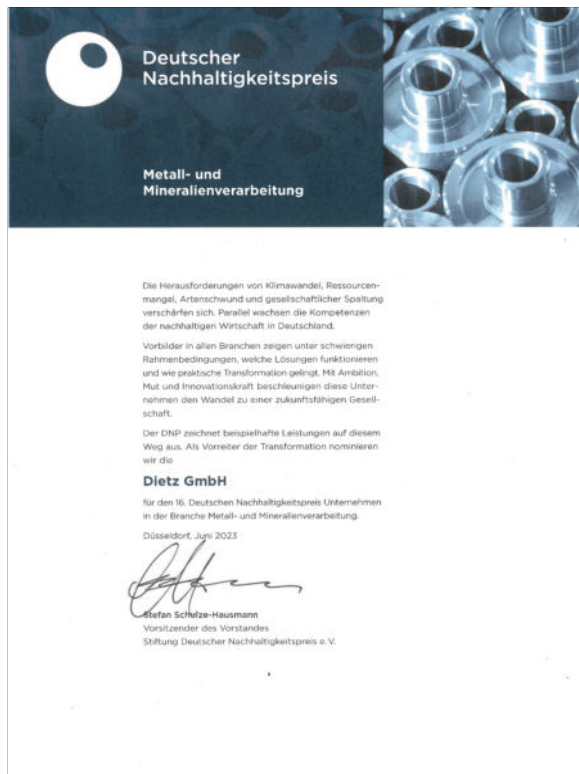 Deutscher
Nachhaltigkeitspreis
Metall- und
Mineralienverarbeitung
Die Herausforderungen von Klimawandel, Ressourcen-
mangel, Artenschwund und gesellschaftlicher Spaltung
verschärfen sich. Parallel wachsen die Kompetenzen
der nachhaltigen Wirtschaft in Deutschland.
Vorbilder in allen Branchen zeigen unter schwierigen
Rahmenbedingungen, welche Lösungen funktionieren
und wie praktische Transformation gelingt. Mit Ambition,
Mut und Innovationskraft beschleunigen diese Unter-
nehmen den Wandel zu einer zukunftsfähigen Gesell-
schaft.
Der DNP zeichnet beispielhafte Leistungen auf diesem
Weg aus. Als Vorreiter der Transformation nominieren
wir die
Dietz GmbH
für den 16. Deutschen Nachhaltigkeitspreis Unternehmen
in der Branche Metall- und Mineralienverarbeitung.
Düsseldorf, Juni 2023
Stefan Schulze-Hausmann
Vorsitzender des Vorstandes
Stiftung Deutscher Nachhaltigkeitspreis e. V.